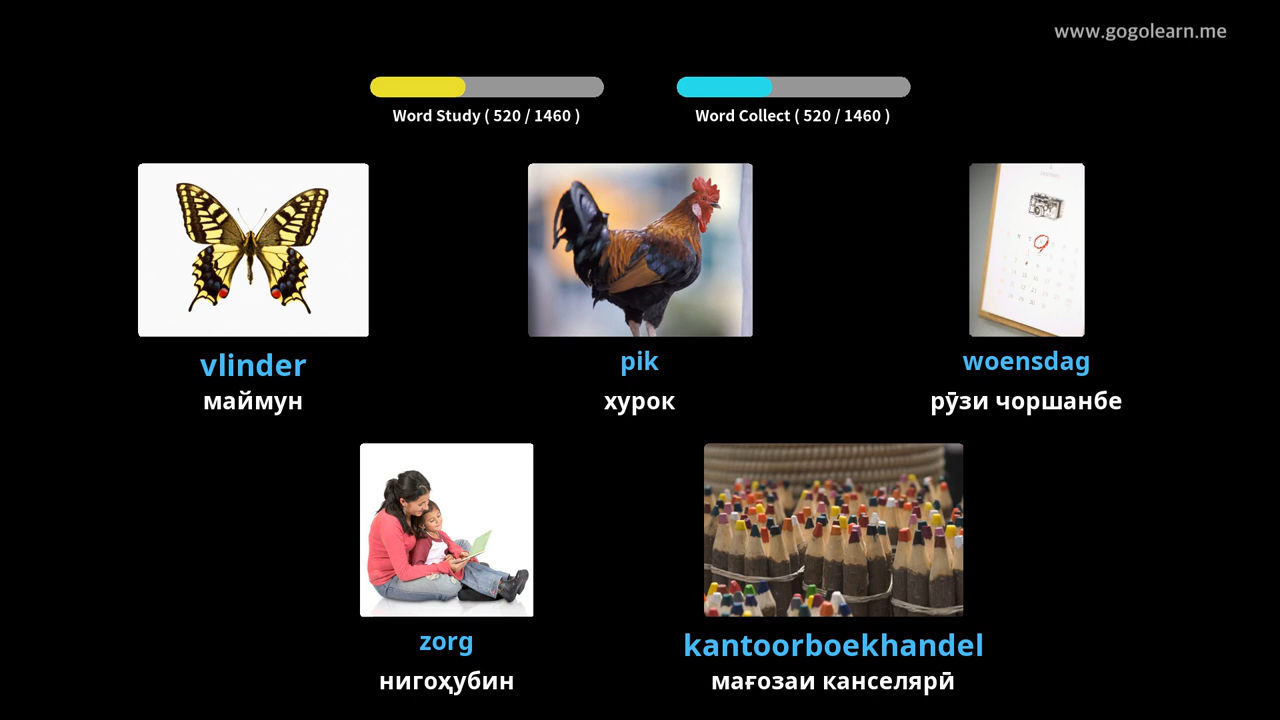 www.gogolearn.me
Word Study ( 520 / 1460 )
Word Collect ( 520 / 1460 )
vlinder
маймун
pik
хурок
woensdag
рӯзи чоршанбе
zorg
нигоҳубин
kantoorboekhandel
мағозаи канселярӣ